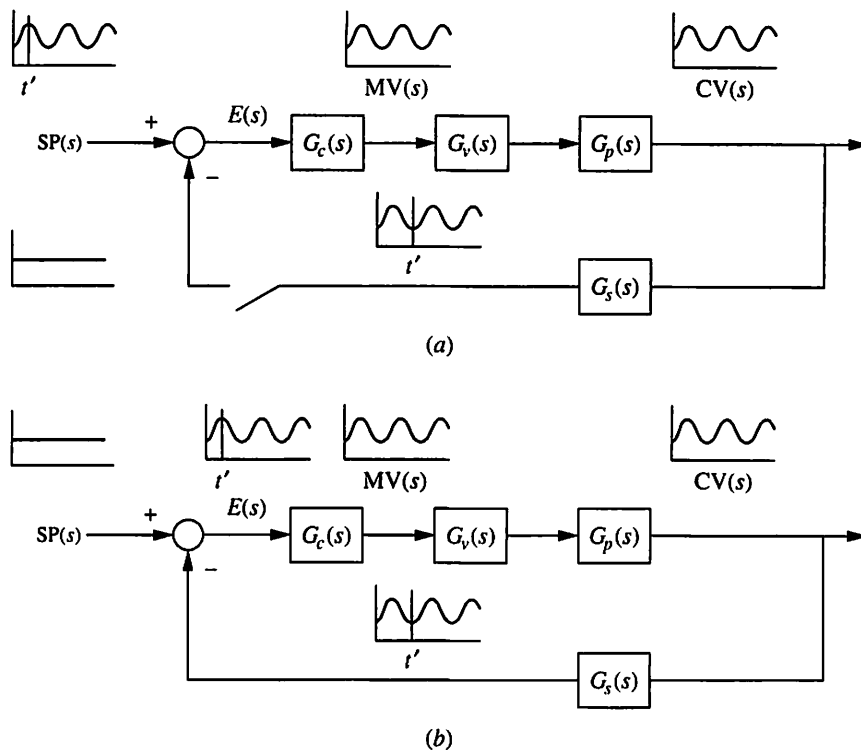 t′
MV(s)
CV(s)
SP(s)
+
E(s)
G_c(s)
G_v(s)
G_p(s)
−
t′
G_s(s)
(a)
t′
MV(s)
CV(s)
SP(s)
+
E(s)
G_c(s)
G_v(s)
G_p(s)
−
t′
G_s(s)
(b)